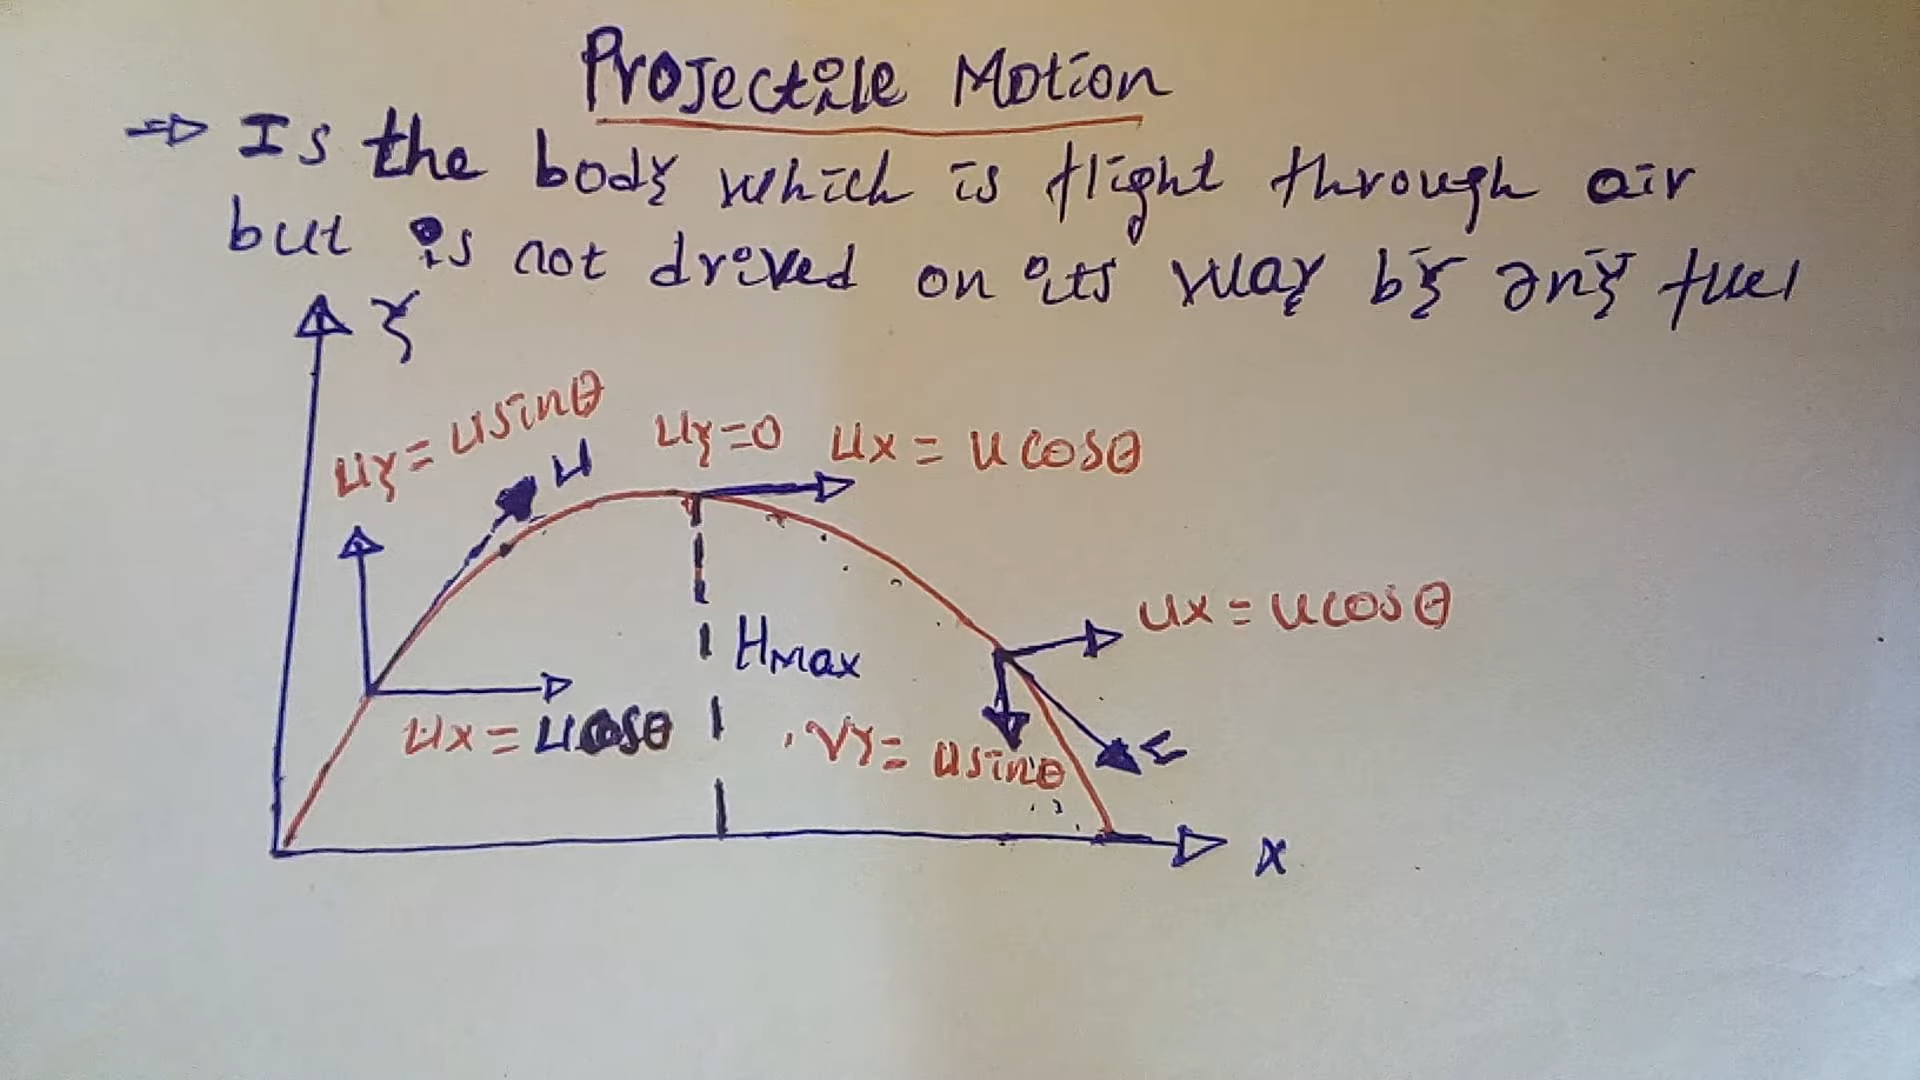 Projectile Motion
⇒ Is the body which is flight through air
but is not drived on its way by any fuel
y
uy = usinθ
u
uy=0 ux = u cosθ
ux = ucosθ
HMax
ux = ucosθ
Vy = usinθ
u
x